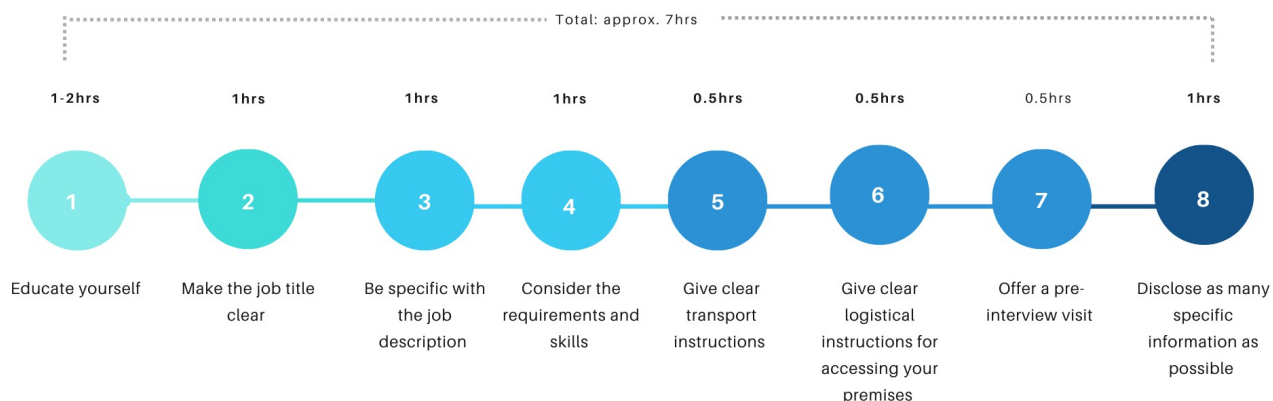 Total: approx. 7hrs
1-2hrs
1hrs
1hrs
1hrs
0.5hrs
0.5hrs
0.5hrs
1hrs
1
2
3
4
5
6
7
8
Educate yourself
Make the job title
clear
Be specific with
the job
description
Consider the
requirements and
skills
Give clear
transport
instructions
Give clear
logistical
instructions for
accessing your
premises
Offer a pre-
interview visit
Disclose as many
specific
information as
possible